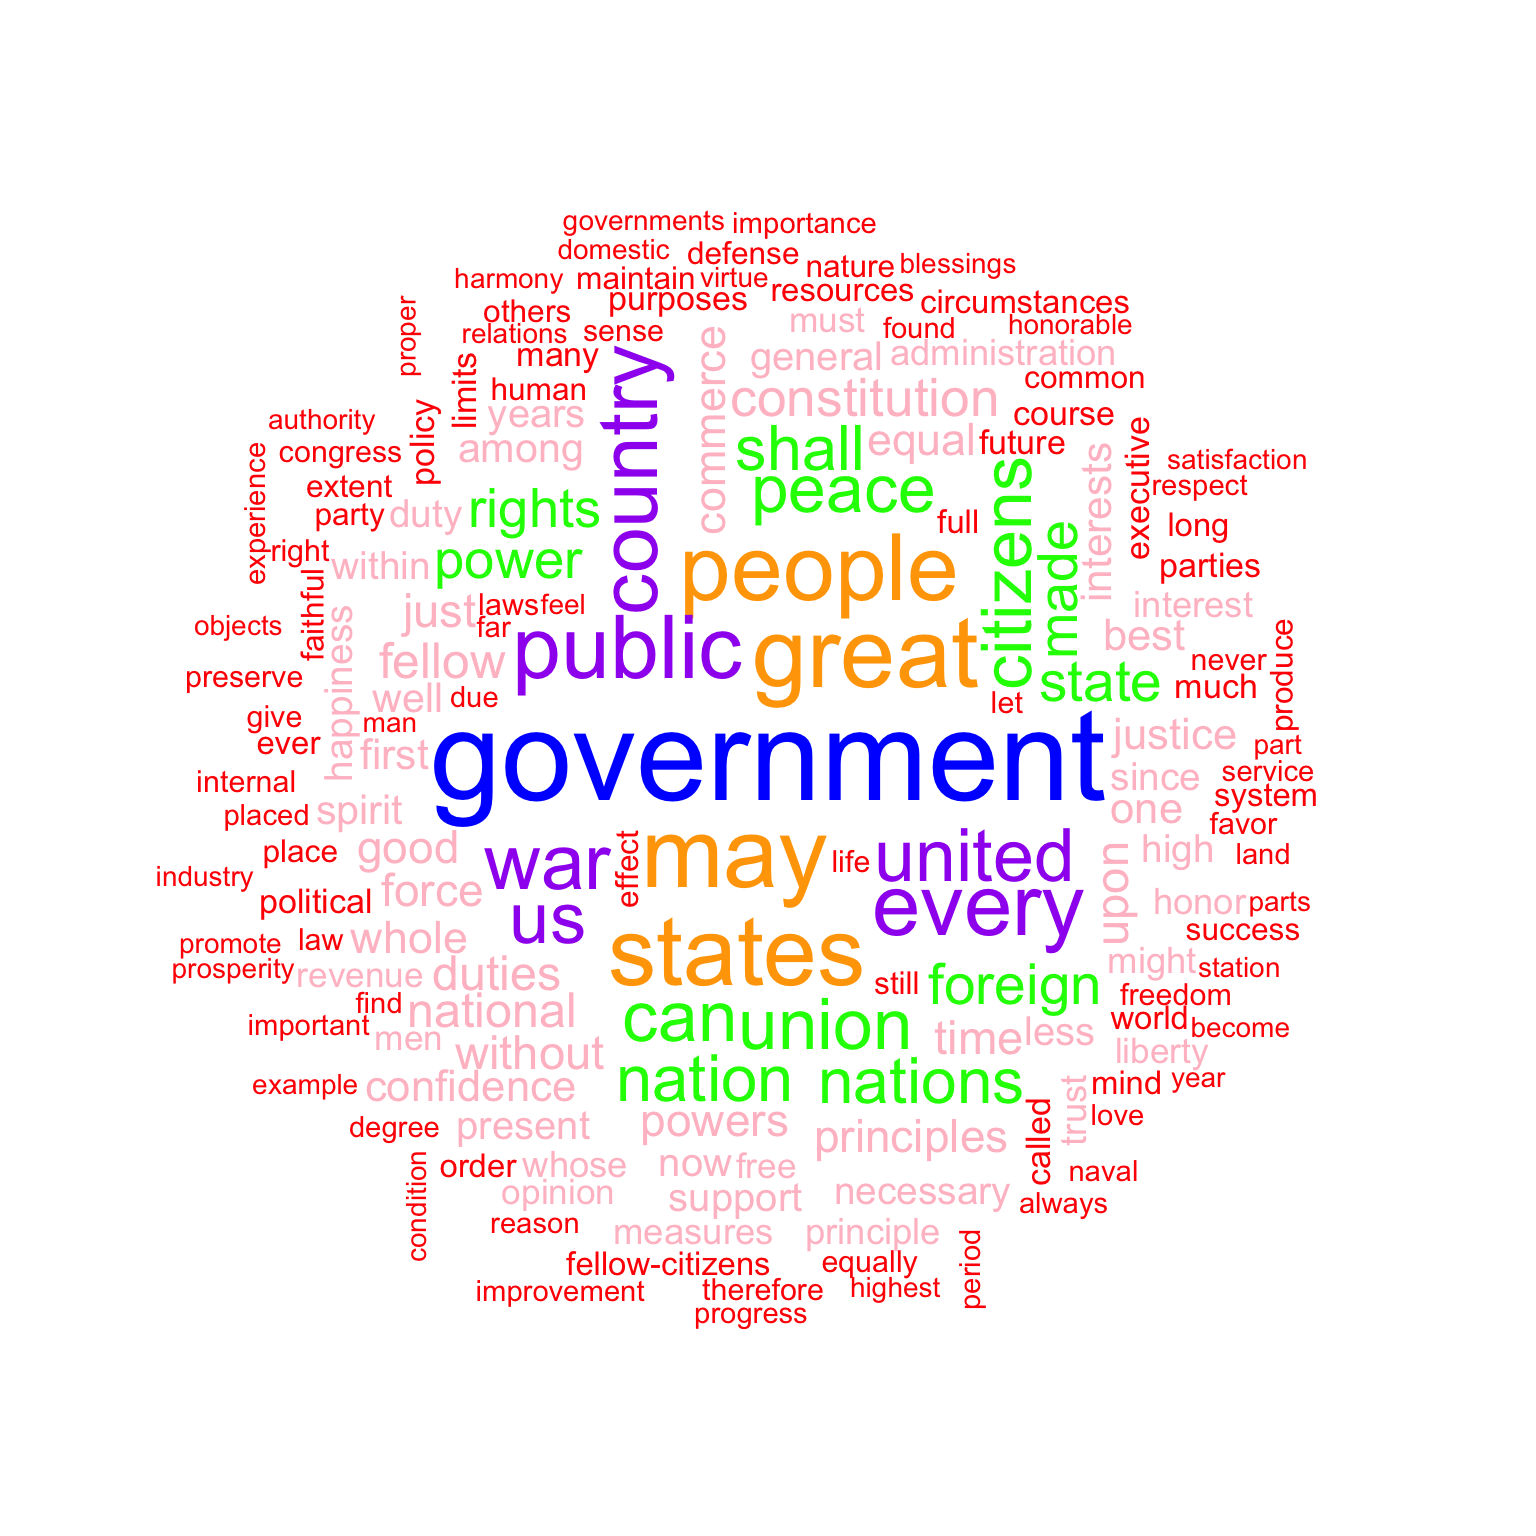 governments
importance
domestic
defense
nature
blessings
harmony
maintain
virtue
purposes
resources
circumstances
proper
others
must
found
honorable
relations
sense
many
commerce
general
administration
limits
human
country
constitution
common
authority
policy
years
shall
equal
course
future
congress
among
peace
citizens
interests
executive
satisfaction
experience
extent
rights
respect
party
duty
full
made
long
right
within
power
people
parties
faithful
just
laws
feel
interest
objects
far
public
great
best
happiness
fellow
never
preserve
well
due
let
state
much
produce
give
man
ever
first
government
justice
part
internal
since
service
placed
spirit
one
system
place
good
war
effect
may
life
united
upon
high
favor
land
industry
political
force
us
every
honor
parts
promote
law
whole
states
success
prosperity
revenue
duties
still
foreign
might
station
find
national
can
union
freedom
important
men
without
time
less
world
become
liberty
example
confidence
nation
nations
trust
mind
year
degree
present
powers
principles
called
love
condition
order
whose
now
free
naval
opinion
support
necessary
always
reason
measures
principle
period
fellow-citizens
equally
improvement
therefore
highest
progress